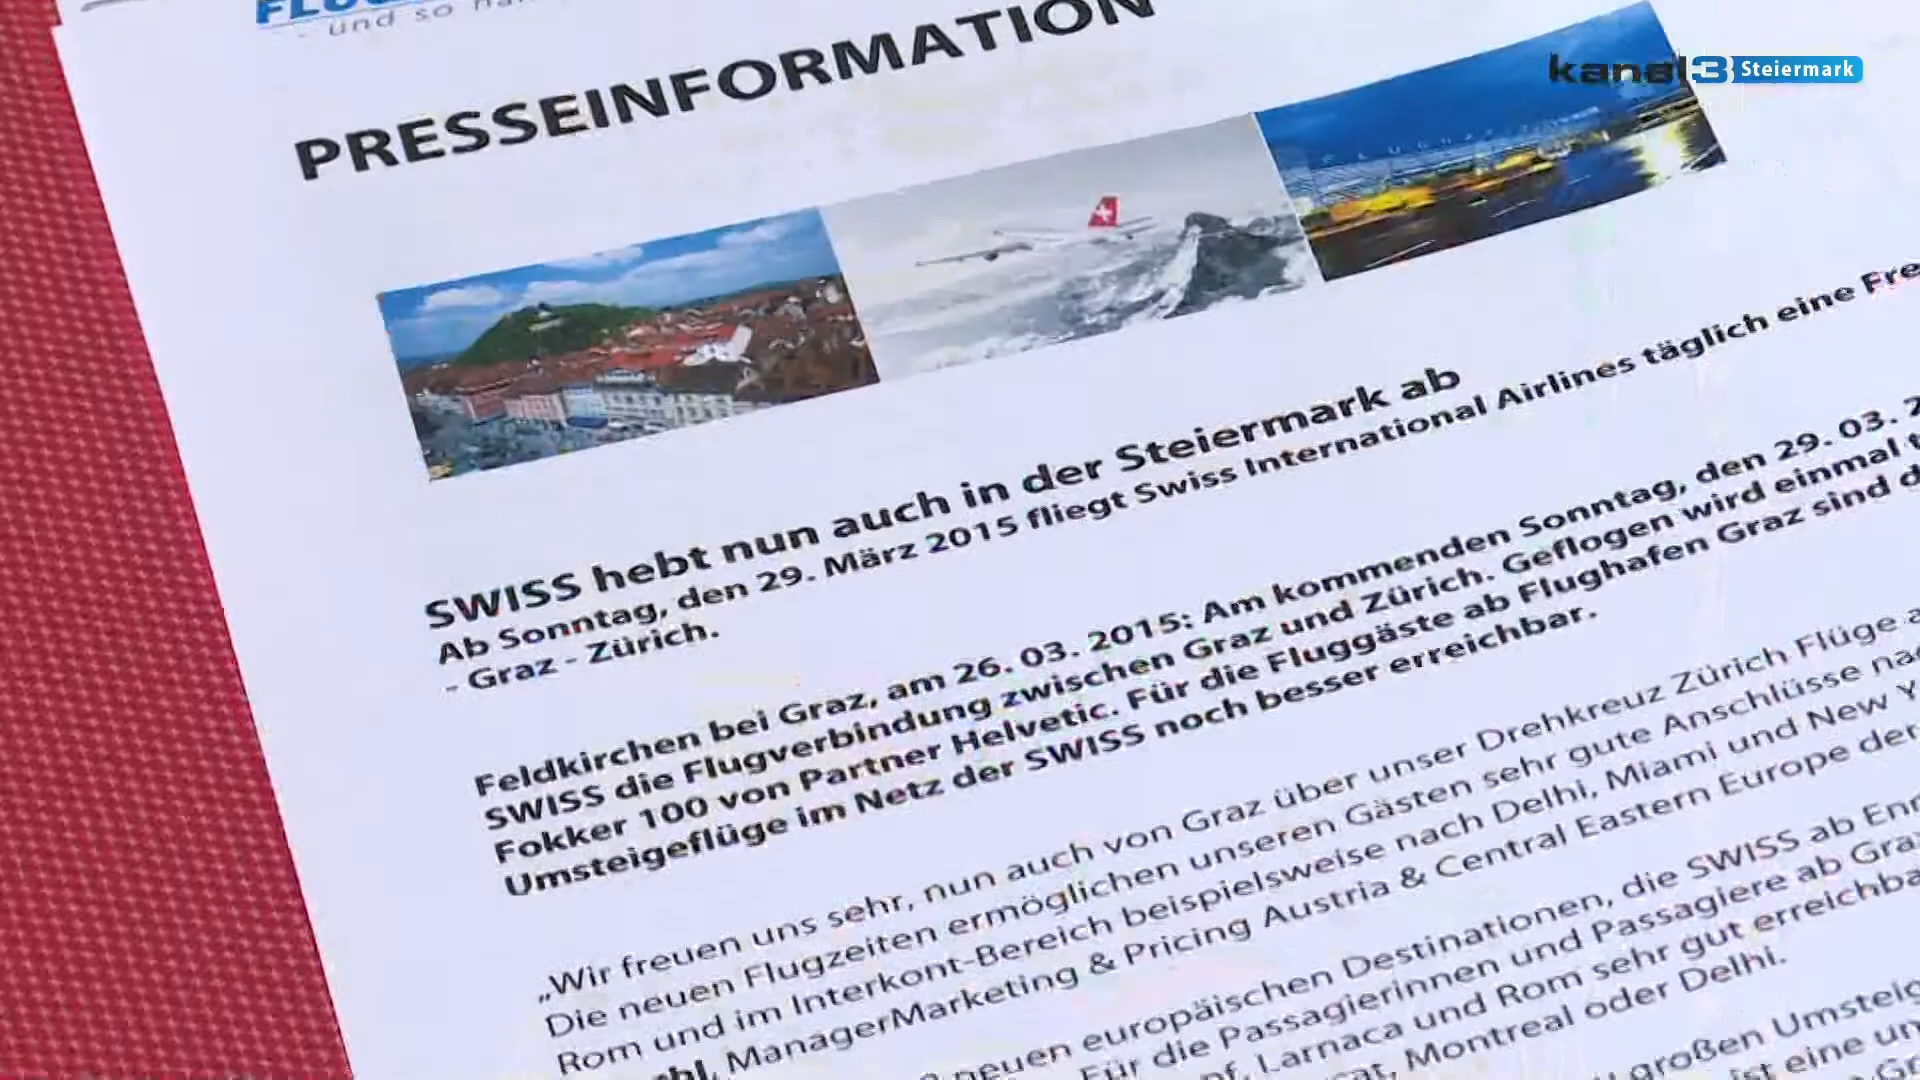 kanal3 Steiermark
- und so
PRESSEINFORMATION
SWISS hebt nun auch in der Steiermark ab
Ab Sonntag, den 29. März 2015 fliegt Swiss International Airlines täglich eine
- Graz - Zürich.
Feldkirchen bei Graz, am 26. 03. 2015: Am kommenden Sonntag, den 29. 03.
SWISS die Flugverbindung zwischen Graz und Zürich. Geflogen wird einmal
Fokker 100 von Partner Helvetic. Für die Fluggäste ab Flughafen Graz sind
Umsteigeflüge im Netz der SWISS noch besser erreichbar.
„Wir freuen uns sehr, nun auch von Graz über unser Drehkreuz Zürich Flüge
Die neuen Flugzeiten ermöglichen unseren Gästen sehr gute Anschlüsse
Rom und im Interkont-Bereich beispielsweise nach Delhi, Miami und New
ManagerMarketing & Pricing Austria & Central Eastern Europe der
neuen europäischen Destinationen, die SWISS ab
Für die Passagierinnen und Passagiere ab
Larnaca und Rom sehr gut
Montreal oder Delhi.
großen
ist eine